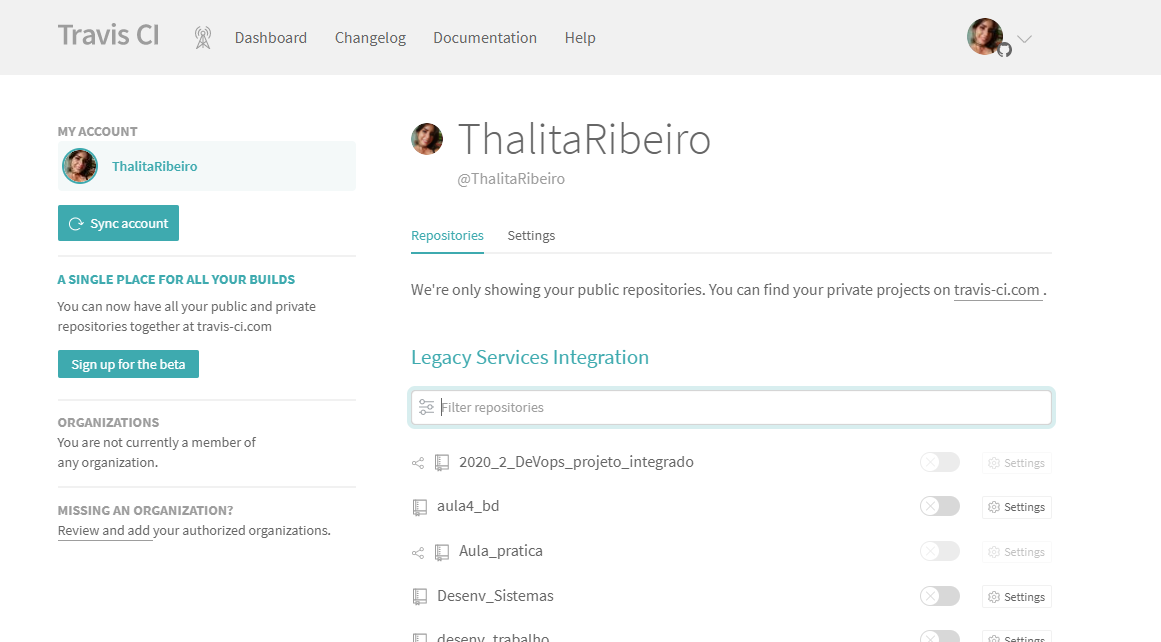 Travis CI
Dashboard
Changelog
Documentation
Help
MY ACCOUNT
ThalitaRibeiro
Sync account
A SINGLE PLACE FOR ALL YOUR BUILDS
You can now have all your public and private
repositories together at travis-ci.com
Sign up for the beta
ORGANIZATIONS
You are not currently a member of
any organization.
MISSING AN ORGANIZATION?
Review and add your authorized organizations.
ThalitaRibeiro
@ThalitaRibeiro
Repositories
Settings
We're only showing your public repositories. You can find your private projects on travis-ci.com .
Legacy Services Integration
Filter repositories
2020_2_DeVops_projeto_integrado
Settings
aula4_bd
Settings
Aula_pratica
Settings
Desenv_Sistemas
Settings
desenv_trabalho
Settings